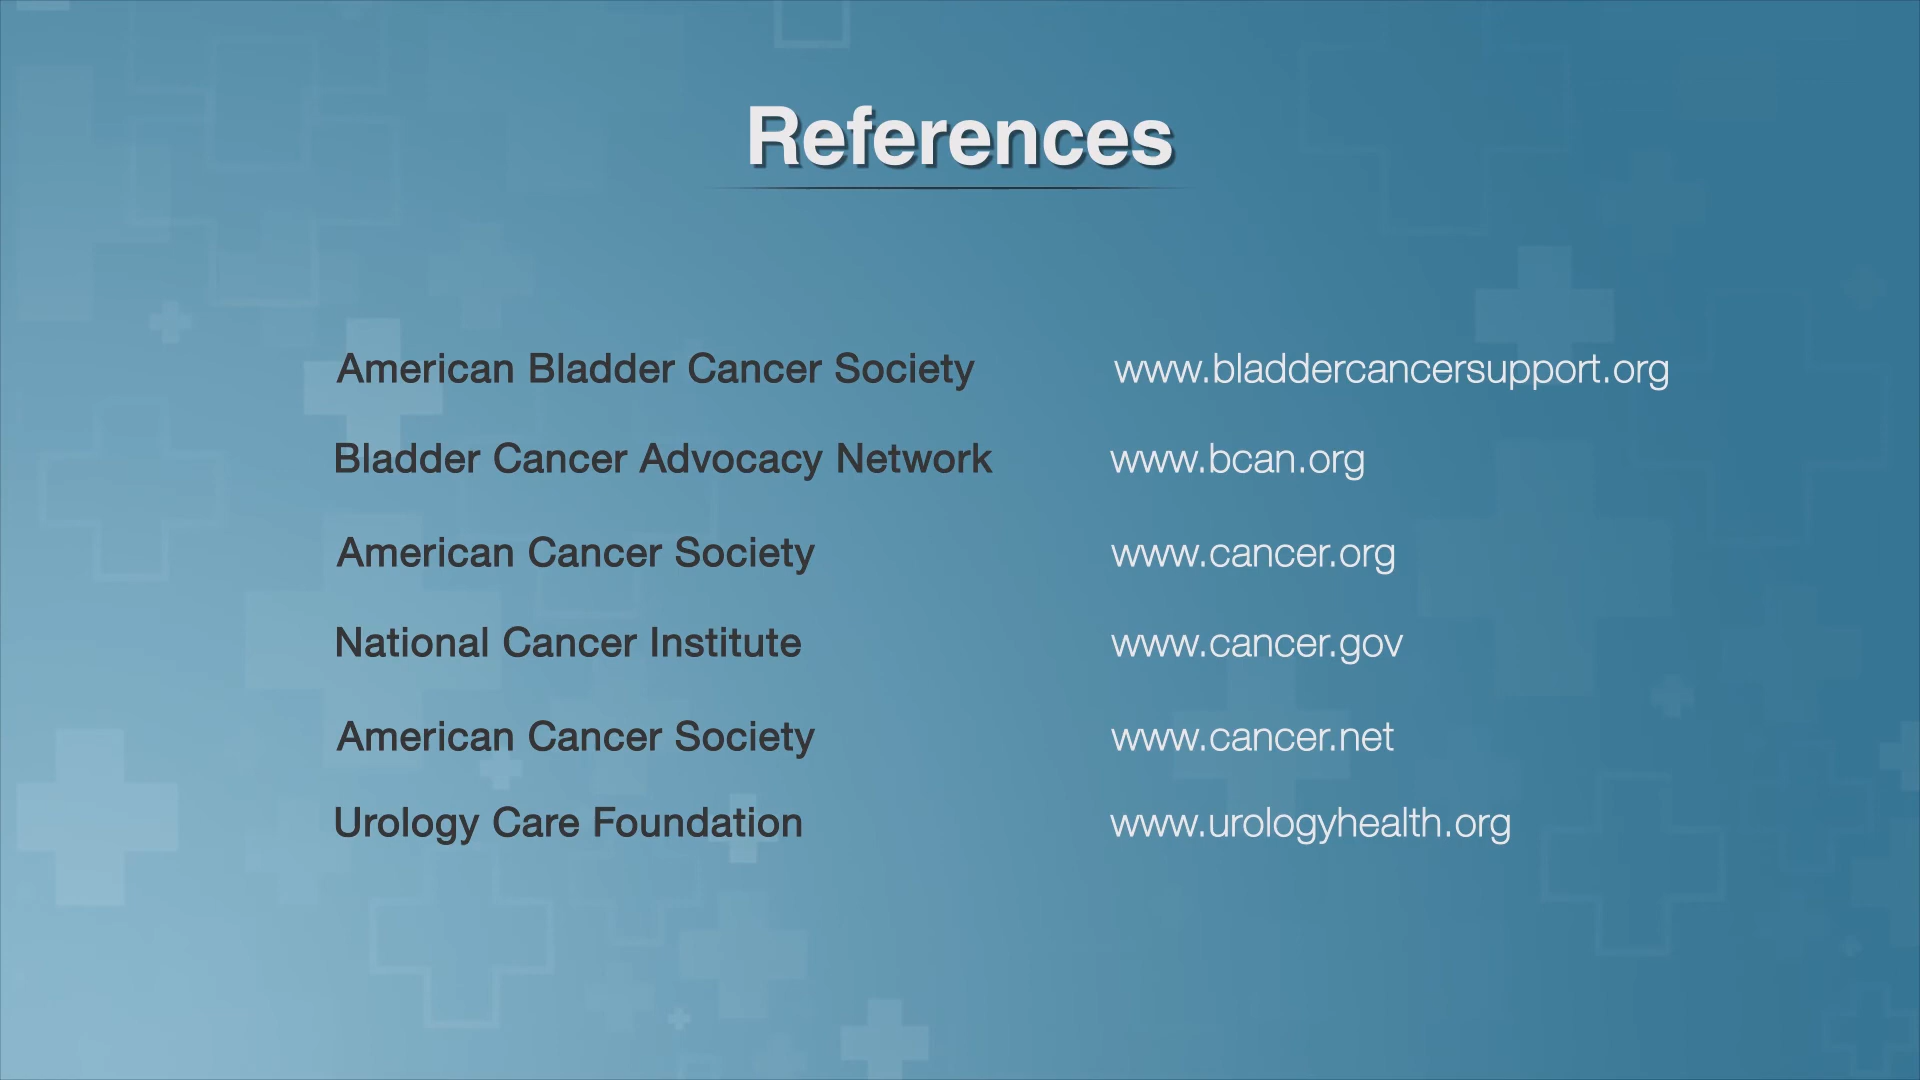 References
American Bladder Cancer Society www.bladdercancersupport.org
Bladder Cancer Advocacy Network www.bcan.org
American Cancer Society www.cancer.org
National Cancer Institute www.cancer.gov
American Cancer Society www.cancer.net
Urology Care Foundation www.urologyhealth.org